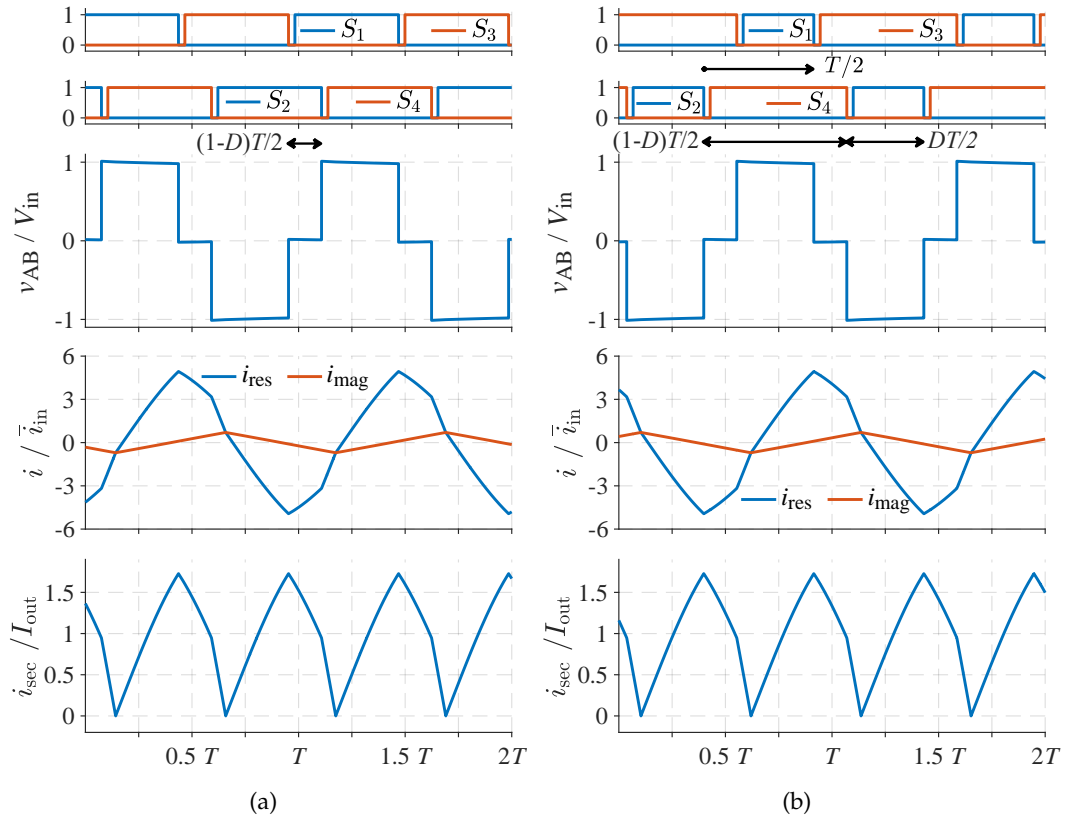 1
0
S₁
S₃
1
0
S₂
S₄
(1-D)T/2
1
0
-1
v_AB / V_in
6
3
0
-3
-6
i / i̅_in
i_res
i_mag
1.5
1
0.5
0
i_sec / I_out
0.5 T
T
1.5 T
2T
(a)
1
0
S₁
S₃
T/2
1
0
S₂
S₄
(1-D)T/2
DT/2
1
0
-1
v_AB / V_in
6
3
0
-3
-6
i / i̅_in
i_res
i_mag
1.5
1
0.5
0
i_sec / I_out
0.5 T
T
1.5 T
2T
(b)